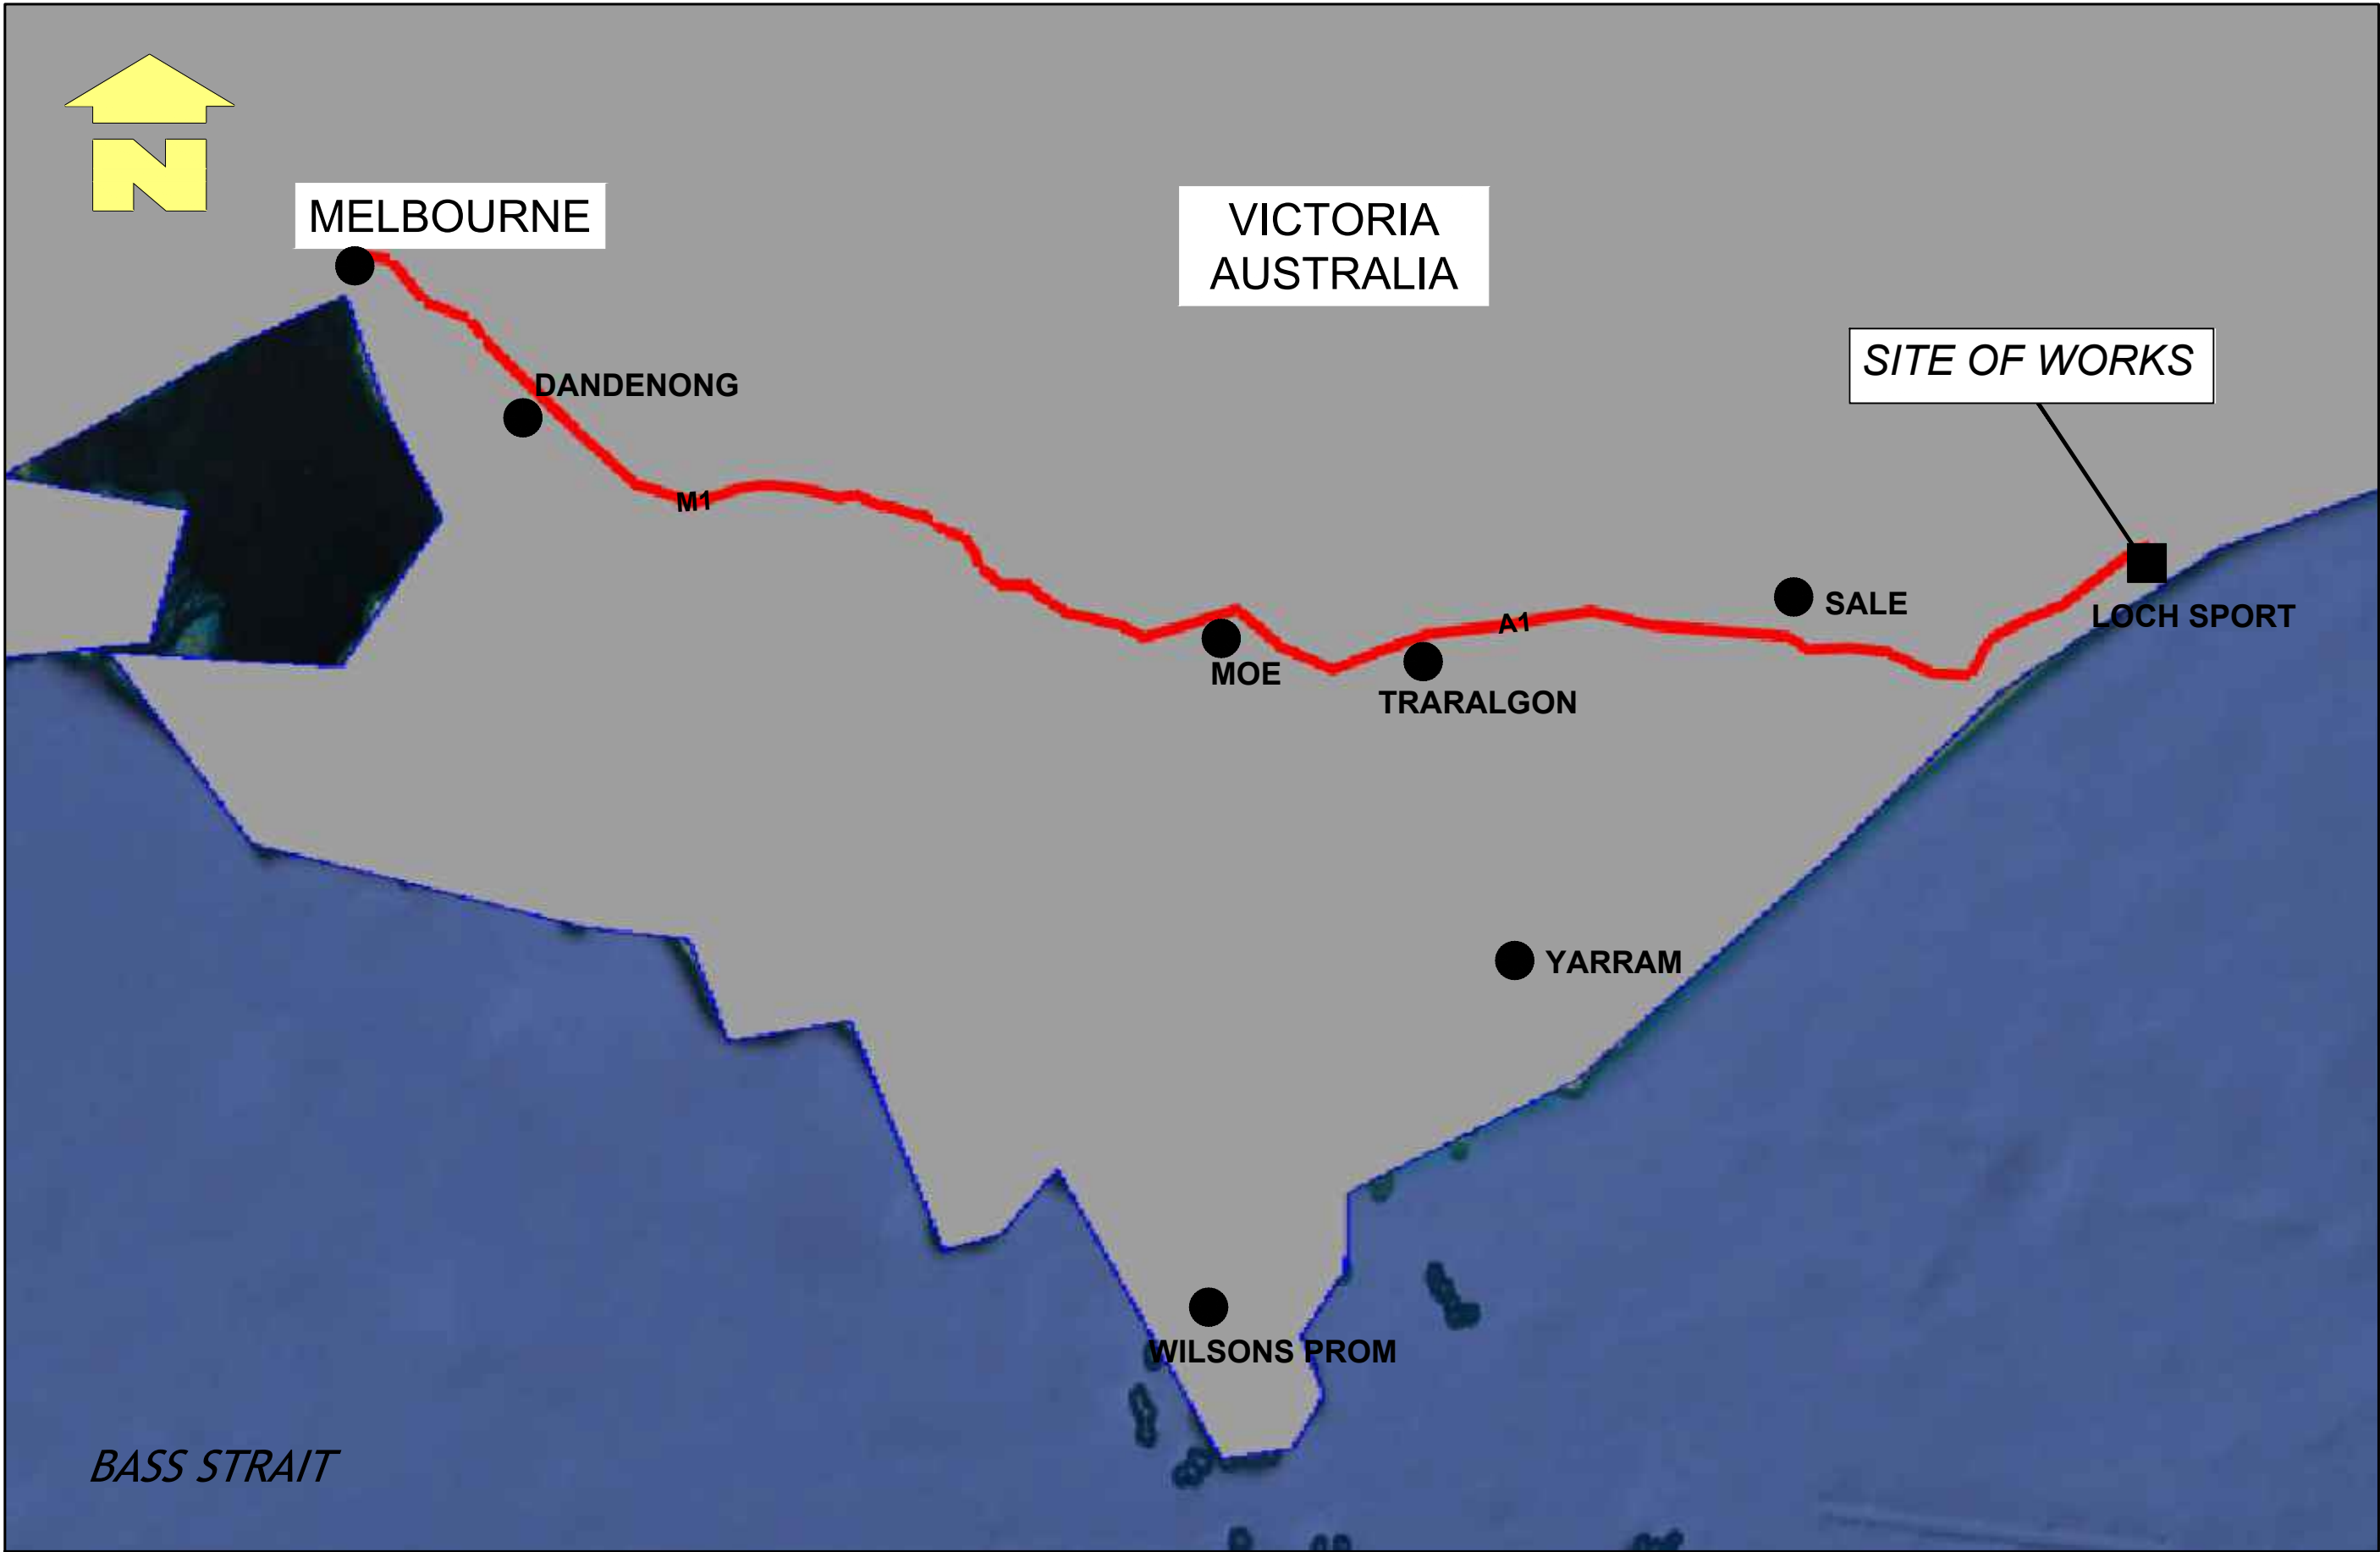 N
MELBOURNE
VICTORIA
AUSTRALIA
SITE OF WORKS
DANDENONG
M1
SALE
LOCH SPORT
A1
MOE
TRARALGON
YARRAM
WILSONS PROM
BASS STRAIT